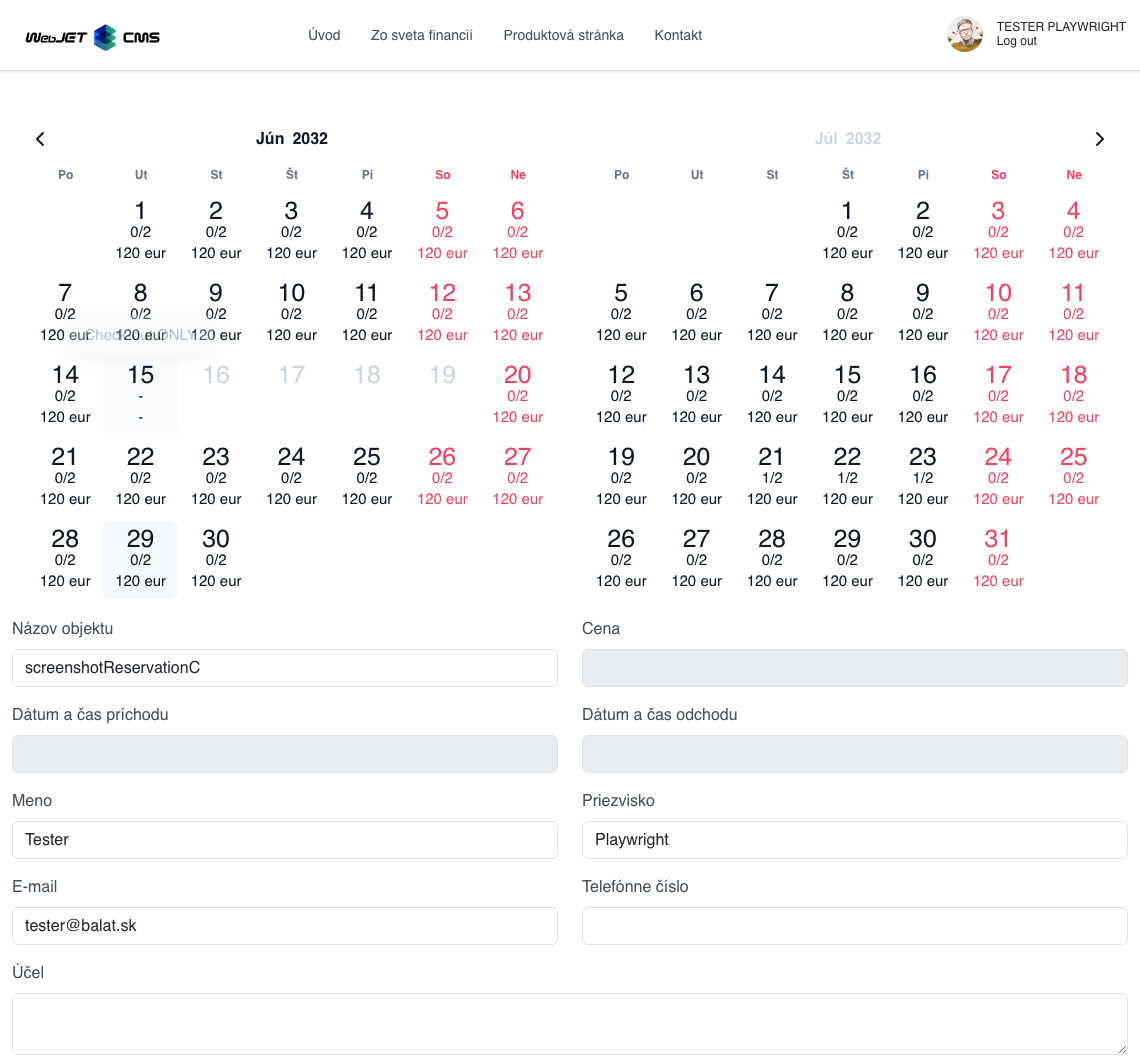 WebJET CMS
Úvod Zo sveta financií Produktová stránka Kontakt
TESTER PLAYWRIGHT
Log out
Jún 2032
Po Ut St Št Pi So Ne
1 2 3 4 5 6
0/2 0/2 0/2 0/2 0/2 0/2
120 eur 120 eur 120 eur 120 eur 120 eur 120 eur
7 8 9 10 11 12 13
0/2 0/2 0/2 0/2 0/2 0/2 0/2
120 eur 120 eur 120 eur 120 eur 120 eur 120 eur 120 eur
Check out ONLY
14 15 16 17 18 19 20
0/2 - 0/2
120 eur - 120 eur
21 22 23 24 25 26 27
0/2 0/2 0/2 0/2 0/2 0/2 0/2
120 eur 120 eur 120 eur 120 eur 120 eur 120 eur 120 eur
28 29 30
0/2 0/2 0/2
120 eur 120 eur 120 eur
Júl 2032
Po Ut St Št Pi So Ne
1 2 3 4
0/2 0/2 0/2 0/2
120 eur 120 eur 120 eur 120 eur
5 6 7 8 9 10 11
0/2 0/2 0/2 0/2 0/2 0/2 0/2
120 eur 120 eur 120 eur 120 eur 120 eur 120 eur 120 eur
12 13 14 15 16 17 18
0/2 0/2 0/2 0/2 0/2 0/2 0/2
120 eur 120 eur 120 eur 120 eur 120 eur 120 eur 120 eur
19 20 21 22 23 24 25
0/2 0/2 1/2 1/2 1/2 0/2 0/2
120 eur 120 eur 120 eur 120 eur 120 eur 120 eur 120 eur
26 27 28 29 30 31
0/2 0/2 0/2 0/2 0/2 0/2
120 eur 120 eur 120 eur 120 eur 120 eur 120 eur
Názov objektu Cena
screenshotReservationC
Dátum a čas príchodu Dátum a čas odchodu
Meno Priezvisko
Tester Playwright
E-mail Telefónne číslo
tester@balat.sk
Účel